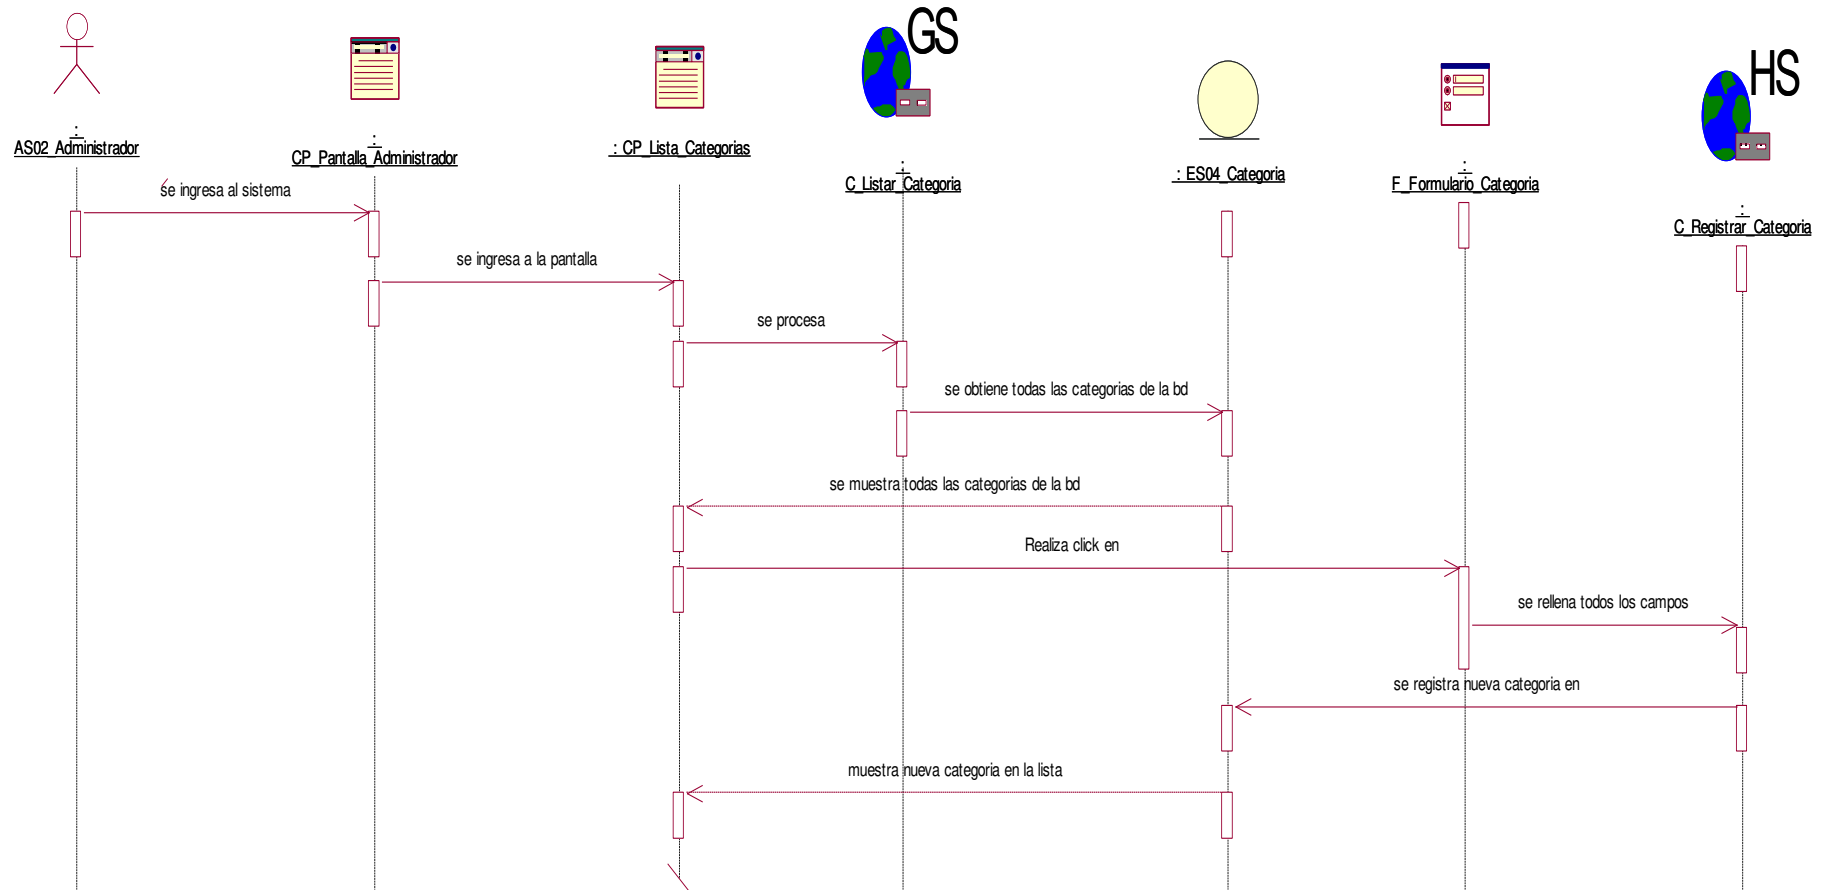 GS
HS
:
AS02_Administrador
:
CP_Pantalla_Administrador
: CP_Lista_Categorias
:
C_Listar_Categoria
: ES04_Categoria
:
F_Formulario_Categoria
:
C_Registrar_Categoria
se ingresa al sistema
se ingresa a la pantalla
se procesa
se obtiene todas las categorias de la bd
se muestra todas las categorias de la bd
Realiza click en
se rellena todos los campos
se registra nueva categoria en
muestra nueva categoria en la lista